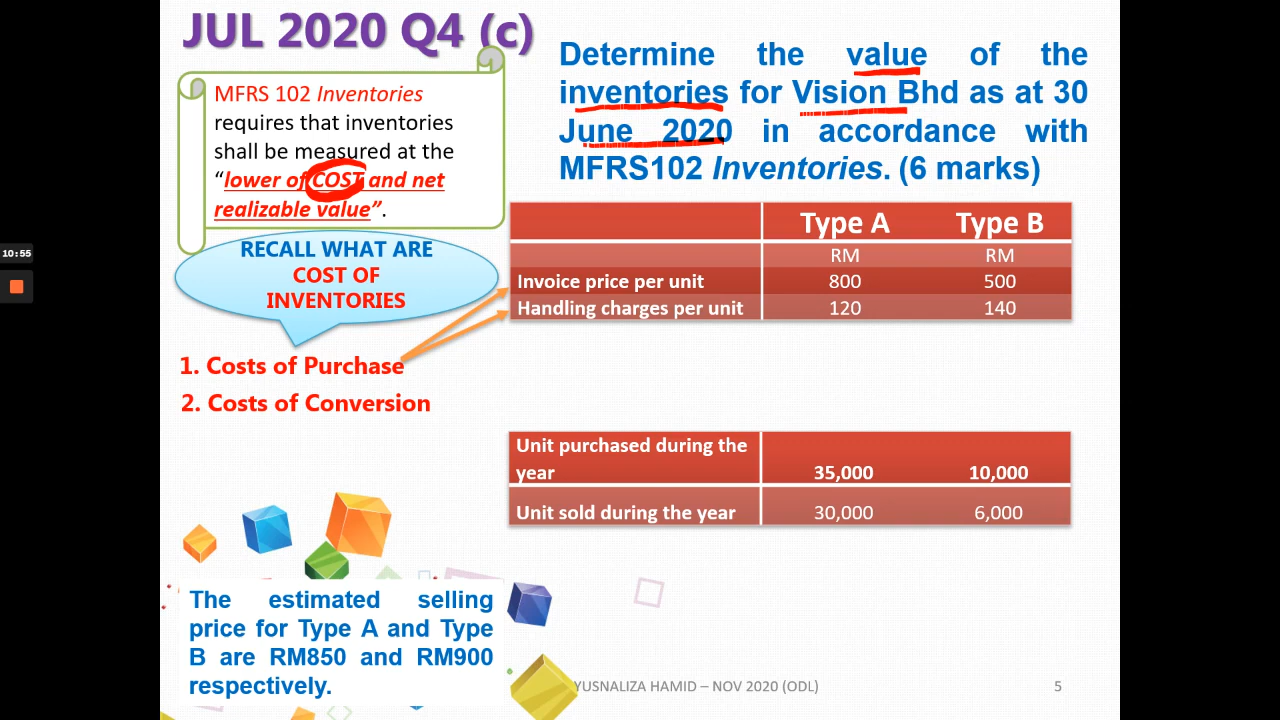 JUL 2020 Q4 (c)
MFRS 102 Inventories
requires that inventories
shall be measured at the
“lower of COST and net
realizable value”.
Determine the value of the
inventories for Vision Bhd as at 30
June 2020 in accordance with
MFRS102 Inventories. (6 marks)
10:55
RECALL WHAT ARE
COST OF
INVENTORIES
1. Costs of Purchase
2. Costs of Conversion
Type A Type B
RM RM
Invoice price per unit 800 500
Handling charges per unit 120 140
Unit purchased during the
year 35,000 10,000
Unit sold during the year 30,000 6,000
The estimated selling
price for Type A and Type
B are RM850 and RM900
respectively.
YUSNALIZA HAMID – NOV 2020 (ODL) 5